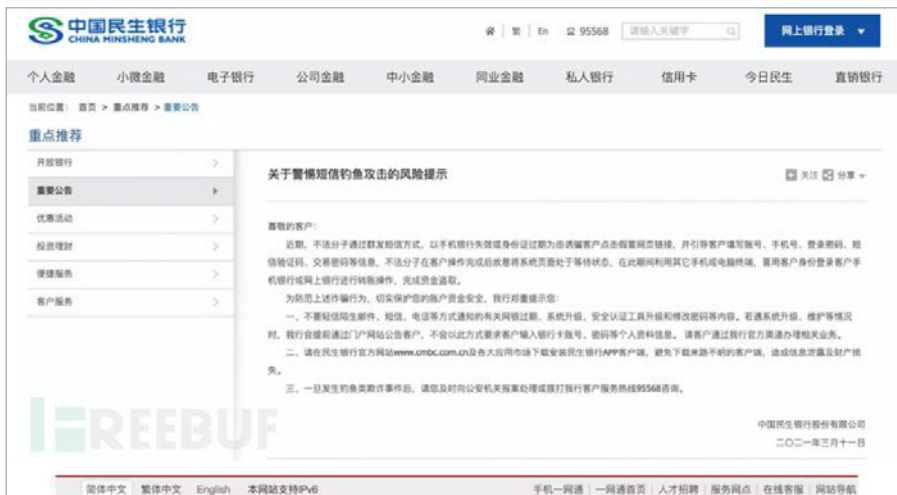 中国民生银行
CHINA MINSHENG BANK
繁 En 95568 请输入关键字 网上银行登录
个人金融 小微金融 电子银行 公司金融 中小金融 同业金融 私人银行 信用卡 今日民生 直销银行
当前位置: 首页 > 重点推荐 > 重要公告
重点推荐
开放银行
重要公告
优惠活动
投资理财
便捷服务
客户服务
关于警惕短信钓鱼攻击的风险提示
关注 分享
尊敬的客户:
近期，不法分子通过群发短信方式，以手机银行失效或身份证过期为由诱骗客户点击假冒网页链接，并引导客户填写账号、手机号、登录密码、短
信验证码、交易密码等信息。不法分子在客户操作完成后故意将系统页面处于等待状态，在此期间利用其它手机或电脑终端，冒用客户身份登录客户手
机银行或网上银行进行转账操作，完成资金盗取。
为防范上述诈骗行为，切实保护您的账户资金安全，我行郑重提示您:
一、不要轻信陌生邮件、短信、电话等方式通知的有关网银过期、系统升级、安全认证工具升级和修改密码等内容。若遇系统升级、维护等情况
时，我行会提前通过门户网站公告客户，不会以此方式要求客户输入银行卡账号、密码等个人资料信息。 请客户通过我行官方渠道办理相关业务。
二、请在民生银行官方网站www.cmbc.com.cn及各大应用市场下载安装民生银行APP客户端，避免下载来路不明的客户端，造成信息泄露及财产损
失。
三、一旦发生钓鱼类欺诈事件后，请您及时向公安机关报案处理或拨打我行客户服务热线95568咨询。
中国民生银行股份有限公司
二〇二一年三月十一日
FREEBUF
简体中文 繁体中文 English 本网站支持IPv6 手机一网通 | 一网通首页 | 人才招聘 | 服务网点 | 在线客服 | 网站导航